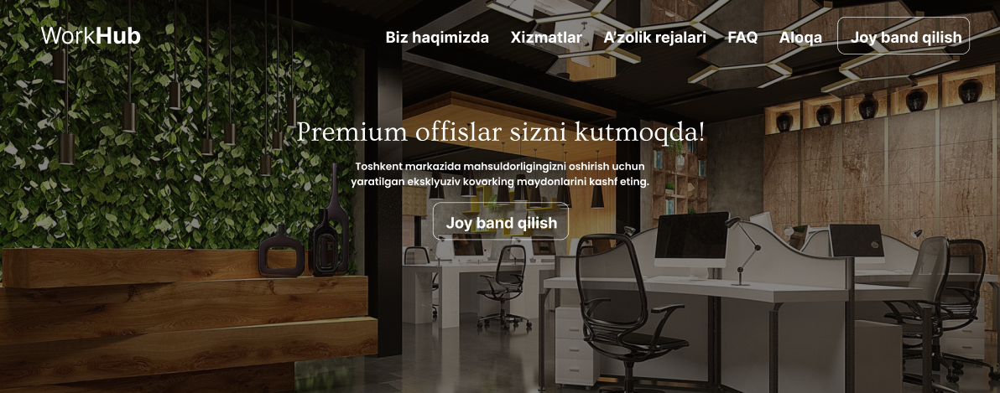 WorkHub
Biz haqimizda Xizmatlar A'zolik rejalari FAQ Aloqa Joy band qilish
Premium offislar sizni kutmoqda!
Toshkent markazida mahsuldorligingizni oshirish uchun
yaratilgan eksklyuziv kovorking maydonlarini kashf eting.
Joy band qilish